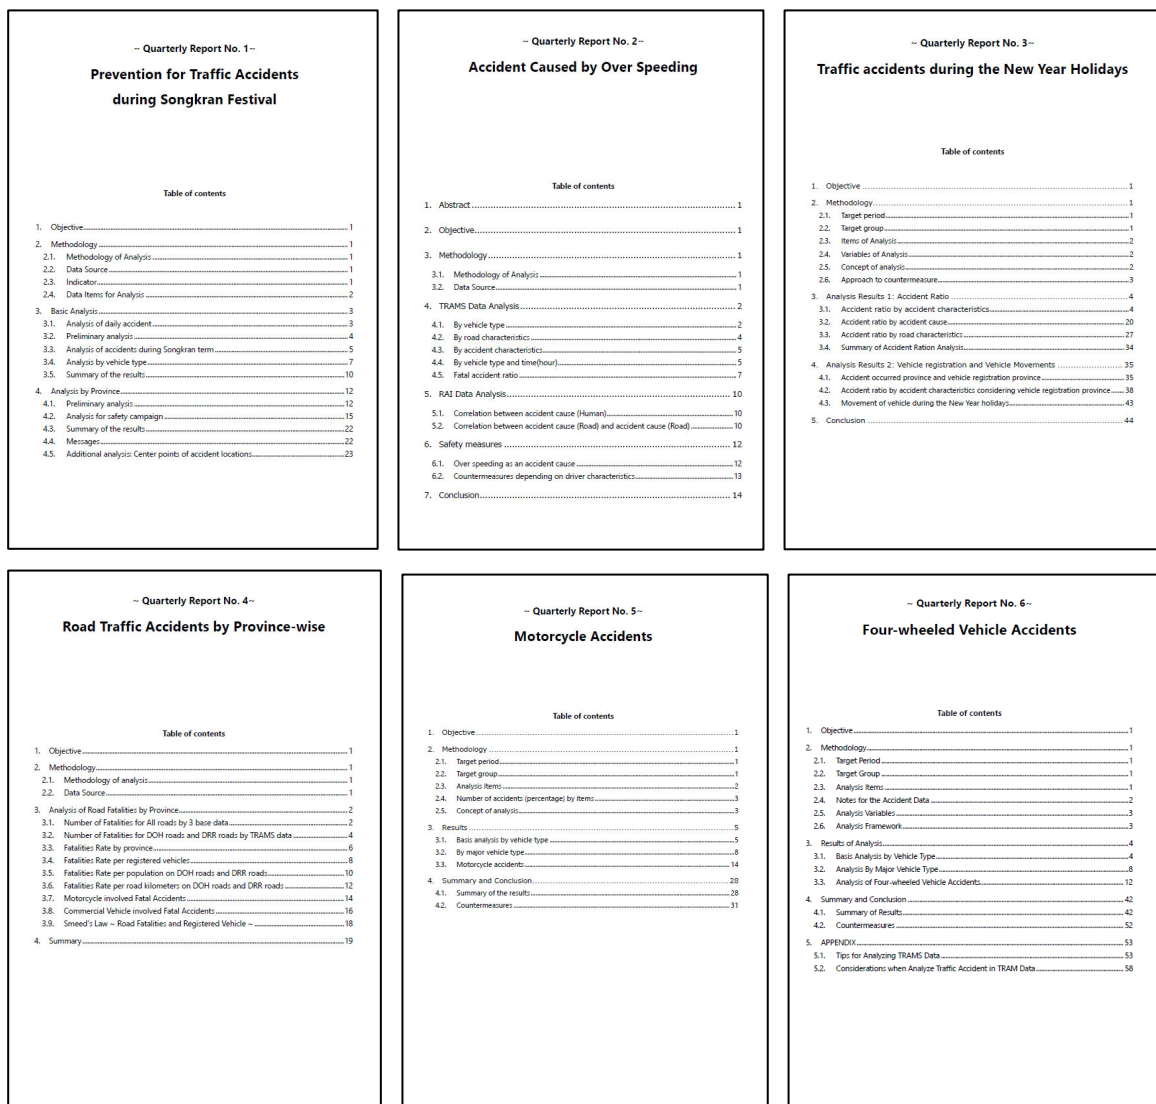 ~ Quarterly Report No. 1~
Prevention for Traffic Accidents
during Songkran Festival
Table of contents
1. Objective 1
2. Methodology 1
2.1. Methodology of Analysis 1
2.2. Data Source 1
2.3. Indicator 1
2.4. Data Items for Analysis 2
3. Basic Analysis 3
3.1. Analysis of daily accident 3
3.2. Preliminary analysis 4
3.3. Analysis of accidents during Songkran term 5
3.4. Analysis by vehicle type 7
3.5. Summary of the results 10
4. Analysis by Province 12
4.1. Preliminary analysis 12
4.2. Analysis for safety campaign 15
4.3. Summary of the results 22
4.4. Messages 22
4.5. Additional analysis: Center points of accident locations 23
~ Quarterly Report No. 2~
Accident Caused by Over Speeding
Table of contents
1. Abstract 1
2. Objective 1
3. Methodology 1
3.1. Methodology of Analysis 1
3.2. Data Source 1
4. TRAMS Data Analysis 2
4.1. By vehicle type 2
4.2. By road characteristics 4
4.3. By accident characteristics 5
4.4. By vehicle type and time(hour) 5
4.5. Fatal accident ratio 7
5. RAI Data Analysis 10
5.1. Correlation between accident cause (Human) 10
5.2. Correlation between accident cause (Road) and accident cause (Road) 10
6. Safety measures 12
6.1. Over speeding as an accident cause 12
6.2. Countermeasures depending on driver characteristics 13
7. Conclusion 14
~ Quarterly Report No. 3~
Traffic accidents during the New Year Holidays
Table of contents
1. Objective 1
2. Methodology 1
2.1. Target period 1
2.2. Target group 1
2.3. Items of Analysis 2
2.4. Variables of Analysis 2
2.5. Concept of analysis 2
2.6. Approach to countermeasure 3
3. Analysis Results 1: Accident Ratio 4
3.1. Accident ratio by accident characteristics 4
3.2. Accident ratio by accident cause 20
3.3. Accident ratio by road characteristics 27
3.4. Summary of Accident Ration Analysis 34
4. Analysis Results 2: Vehicle registration and Vehicle Movements 35
4.1. Accident occurred province and vehicle registration province 35
4.2. Accident ratio by accident characteristics considering vehicle registration province 38
4.3. Movement of vehicle during the New Year holidays 43
5. Conclusion 44
~ Quarterly Report No. 4~
Road Traffic Accidents by Province-wise
Table of contents
1. Objective 1
2. Methodology 1
2.1. Methodology of analysis 1
2.2. Data Source 1
3. Analysis of Road Fatalities by Province 2
3.1. Number of Fatalities for All roads by 3 base data 2
3.2. Number of Fatalities for DOH roads and DRR roads by TRAMS data 4
3.3. Fatalities Rate by province 6
3.4. Fatalities Rate per registered vehicles 8
3.5. Fatalities Rate per population on DOH roads and DRR roads 10
3.6. Fatalities Rate per road kilometers on DOH roads and DRR roads 12
3.7. Motorcycle involved Fatal Accidents 14
3.8. Commercial Vehicle involved Fatal Accidents 16
3.9. Smeed's Law ~ Road Fatalities and Registered Vehicle ~ 18
4. Summary 19
~ Quarterly Report No. 5~
Motorcycle Accidents
Table of contents
1. Objective 1
2. Methodology 1
2.1. Target period 1
2.2. Target group 1
2.3. Analysis Items 2
2.4. Number of accidents (percentage) by items 3
2.5. Concept of analysis 3
3. Results 5
3.1. Basis analysis by vehicle type 5
3.2. By major vehicle type 8
3.3. Motorcycle accidents 14
4. Summary and Conclusion 28
4.1. Summary of the results 28
4.2. Countermeasures 31
~ Quarterly Report No. 6~
Four-wheeled Vehicle Accidents
Table of contents
1. Objective 1
2. Methodology 1
2.1. Target Period 1
2.2. Target Group 1
2.3. Analysis Items 1
2.4. Notes for the Accident Data 2
2.5. Analysis Variables 3
2.6. Analysis Framework 3
3. Results of Analysis 4
3.1. Basis Analysis by Vehicle Type 4
3.2. Analysis By Major Vehicle Type 8
3.3. Analysis of Four-wheeled Vehicle Accidents 12
4. Summary and Conclusion 42
4.1. Summary of Results 42
4.2. Countermeasures 52
5. APPENDIX 53
5.1. Tips for Analyzing TRAMS Data 53
5.2. Considerations when Analyze Traffic Accident in TRAM Data 58